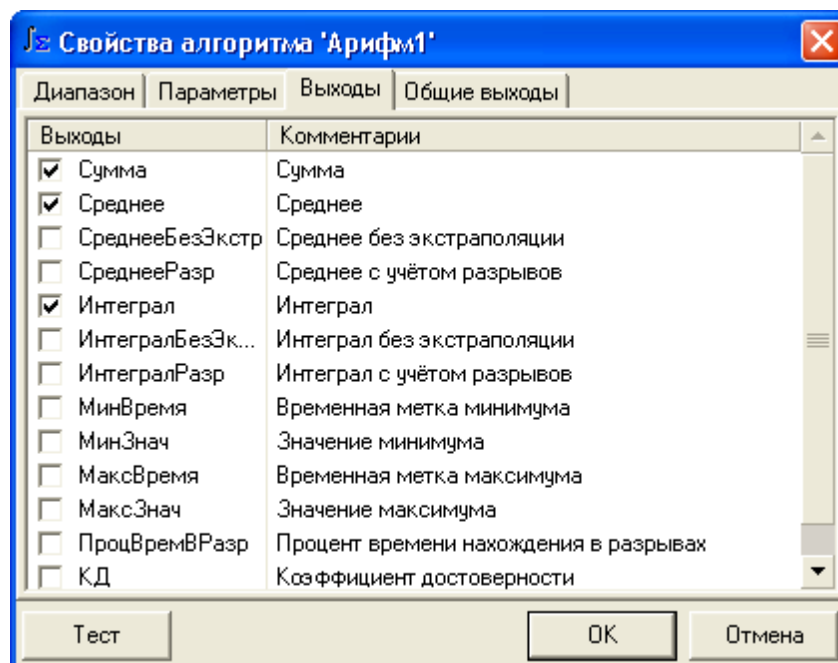 Свойства алгоритма 'Арифм1'
Диапазон Параметры Выходы Общие выходы
Выходы Комментарии
Сумма Сумма
Среднее Среднее
СреднееБезЭкстр Среднее без экстраполяции
СреднееРазр Среднее с учётом разрывов
Интеграл Интеграл
ИнтегралБезЭк... Интеграл без экстраполяции
ИнтегралРазр Интеграл с учётом разрывов
МинВремя Временная метка минимума
МинЗнач Значение минимума
МаксВремя Временная метка максимума
МаксЗнач Значение максимума
ПроцВремВРазр Процент времени нахождения в разрывах
КД Коэффициент достоверности
Тест OK Отмена